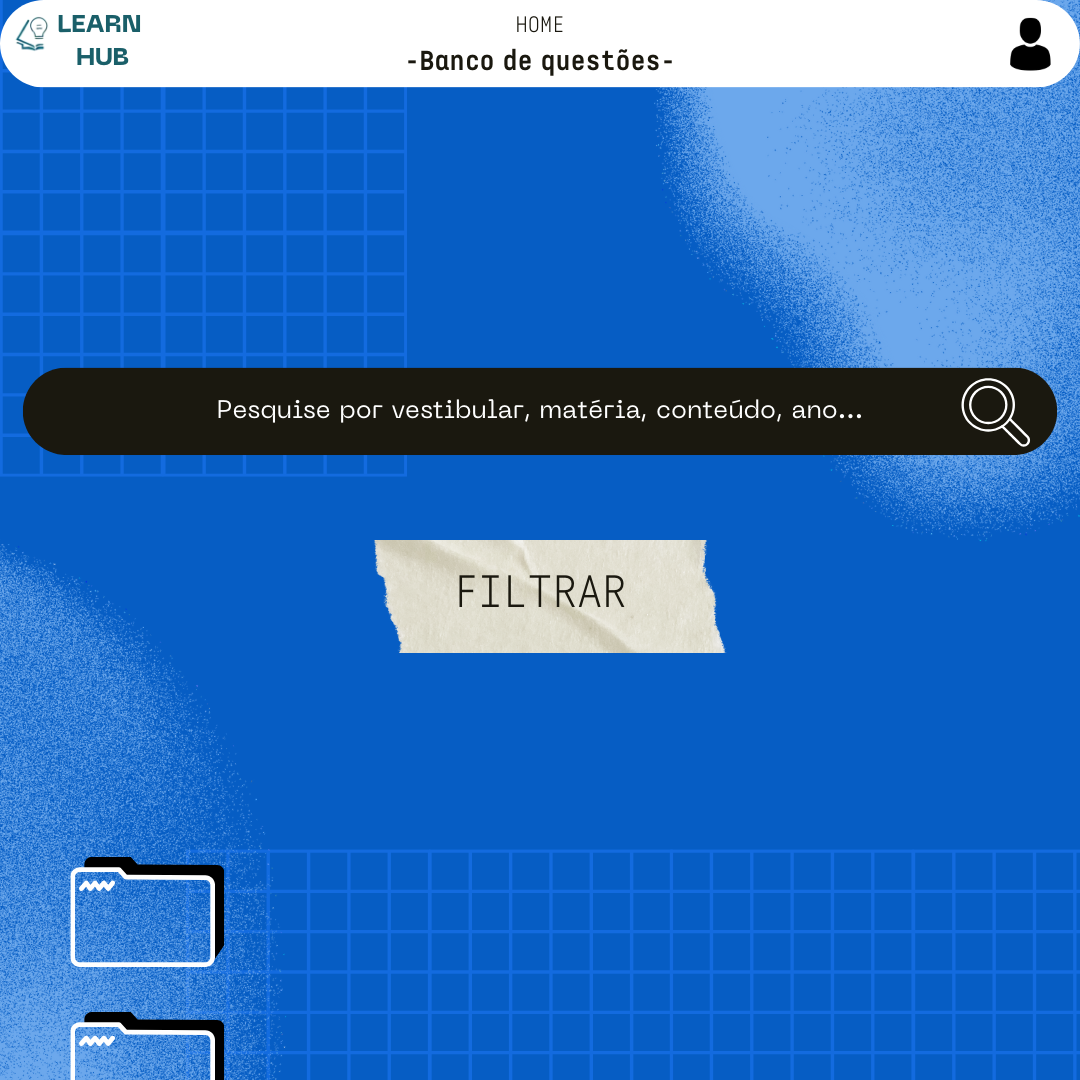 LEARN
HUB
HOME
-Banco de questões-
Pesquise por vestibular, matéria, conteúdo, ano...
FILTRAR